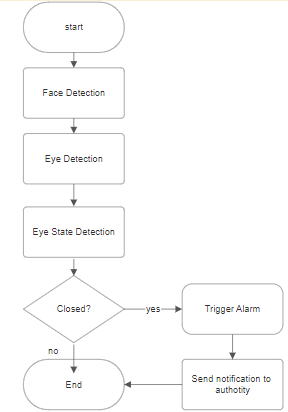 start
Face Detection
Eye Detection
Eye State Detection
Closed?
yes
Trigger Alarm
no
Send notification to
authotity
End